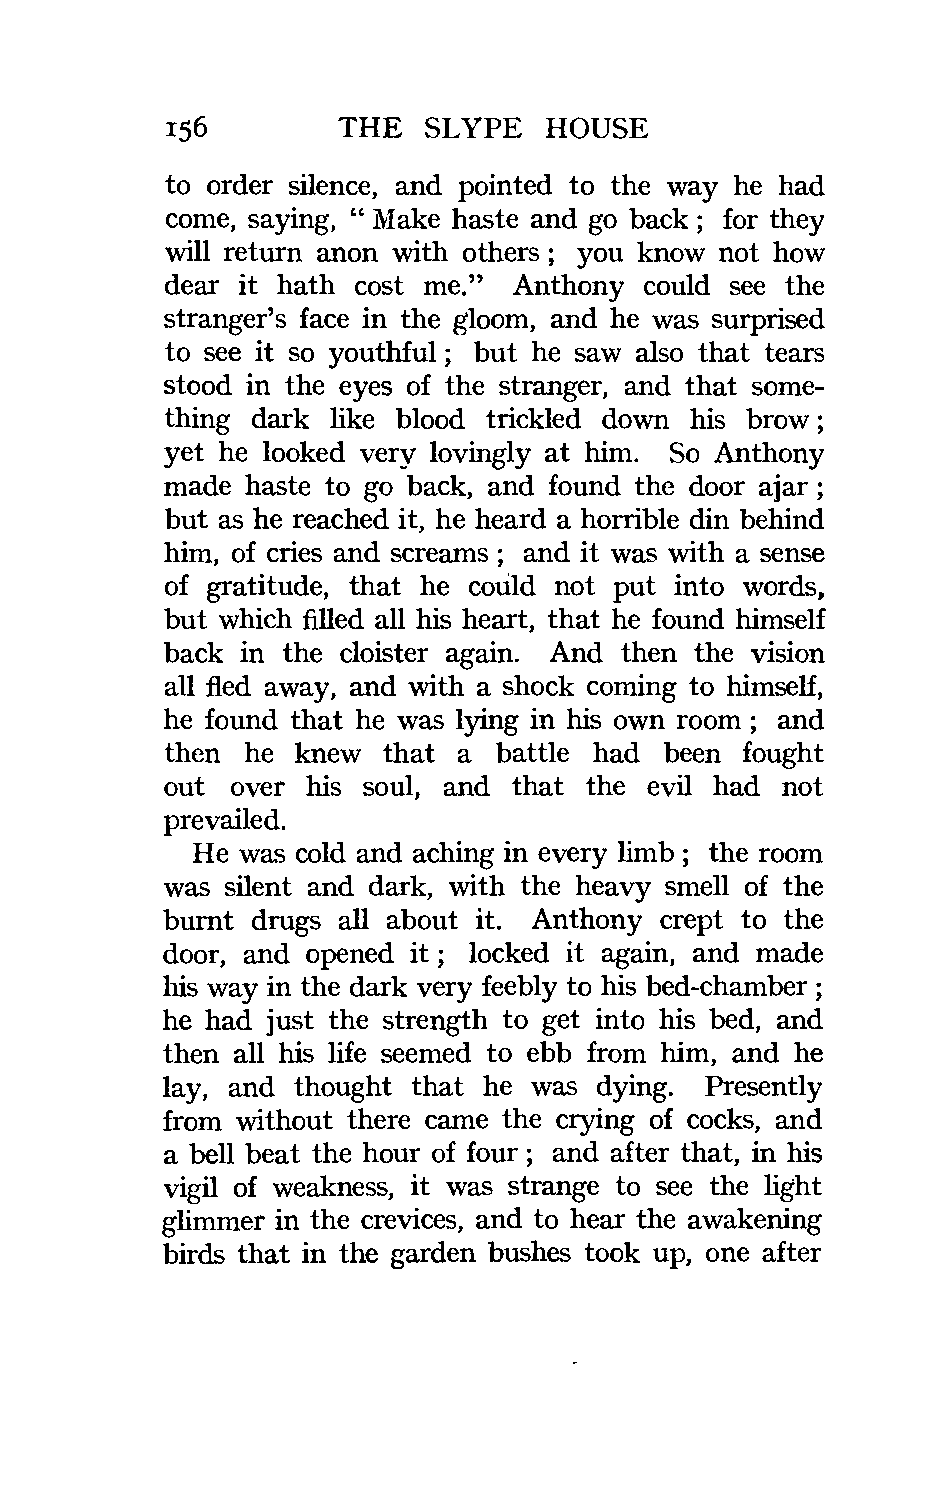 156 THE SLYPE HOUSE
to order silence, and pointed to the way he had
come, saying, “ Make haste and go back ; for they
will return anon with others ; you know not how
dear it hath cost me.” Anthony could see the
stranger’s face in the gloom, and he was surprised
to see it so youthful ; but he saw also that tears
stood in the eyes of the stranger, and that some-
thing dark like blood trickled down his brow ;
yet he looked very lovingly at him. So Anthony
made haste to go back, and found the door ajar ;
but as he reached it, he heard a horrible din behind
him, of cries and screams ; and it was with a sense
of gratitude, that he could not put into words,
but which filled all his heart, that he found himself
back in the cloister again. And then the vision
all fled away, and with a shock coming to himself,
he found that he was lying in his own room ; and
then he knew that a battle had been fought
out over his soul, and that the evil had not
prevailed.
He was cold and aching in every limb ; the room
was silent and dark, with the heavy smell of the
burnt drugs all about it. Anthony crept to the
door, and opened it ; locked it again, and made
his way in the dark very feebly to his bed-chamber ;
he had just the strength to get into his bed, and
then all his life seemed to ebb from him, and he
lay, and thought that he was dying. Presently
from without there came the crying of cocks, and
a bell beat the hour of four ; and after that, in his
vigil of weakness, it was strange to see the light
glimmer in the crevices, and to hear the awakening
birds that in the garden bushes took up, one after